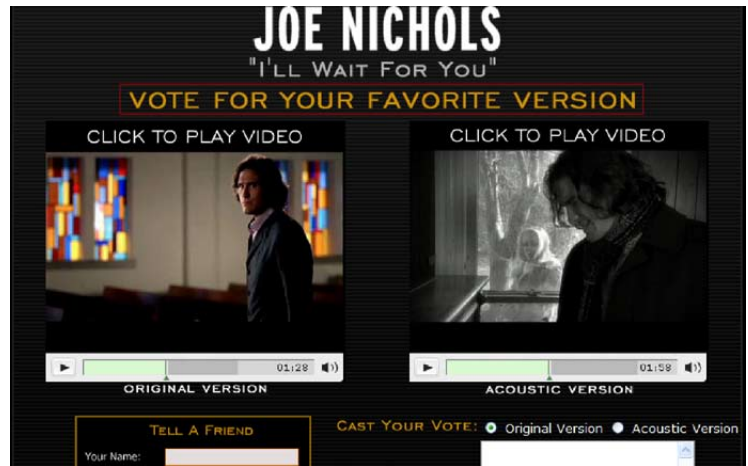 JOE NICHOLS
"I'LL WAIT FOR YOU"
VOTE FOR YOUR FAVORITE VERSION
CLICK TO PLAY VIDEO
CLICK TO PLAY VIDEO
01:28
01:58
ORIGINAL VERSION
ACOUSTIC VERSION
TELL A FRIEND
CAST YOUR VOTE: Original Version Acoustic Version
Your Name: